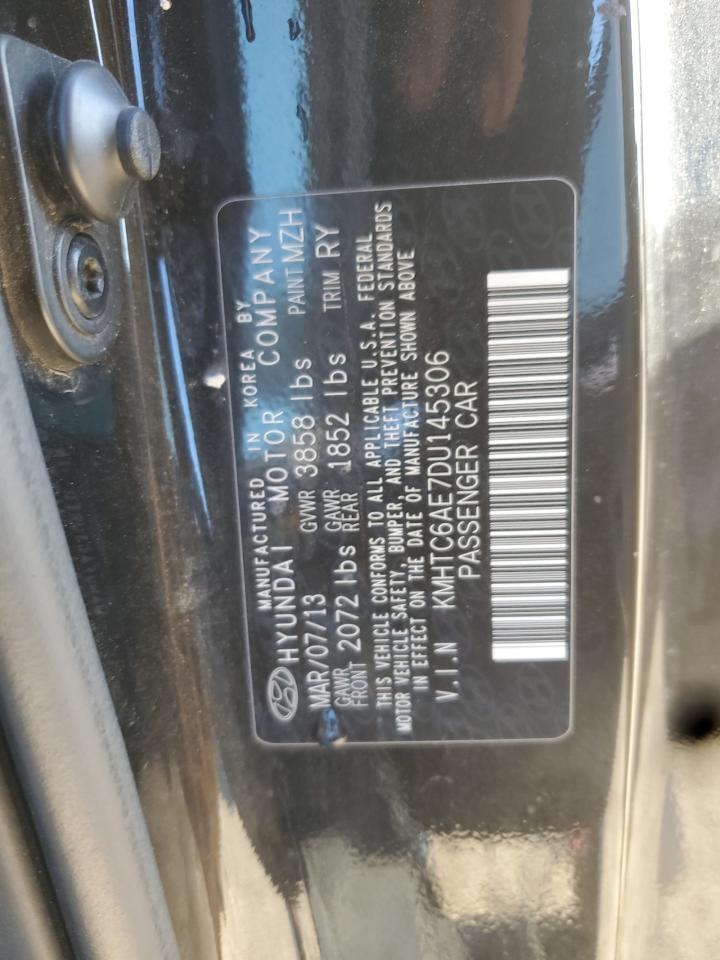 MANUFACTURED IN KOREA BY
HYUNDAI MOTOR COMPANY
MAR/07/13 GVWR 3858 lbs PAINT MZH
GAWR FRONT 2072 lbs GAWR REAR 1852 lbs TRIM RY
THIS VEHICLE CONFORMS TO ALL APPLICABLE U.S.A. FEDERAL
MOTOR VEHICLE SAFETY, BUMPER, AND THEFT PREVENTION STANDARDS
IN EFFECT ON THE DATE OF MANUFACTURE SHOWN ABOVE
V.I.N KMHTC6AE7DU145306
PASSENGER CAR